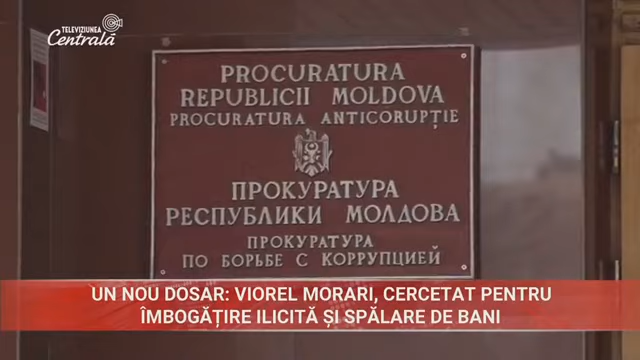 TELEVIZIUNEA
Centrală
PROCURATURA
REPUBLICII MOLDOVA
PROCURATURA ANTICORUPȚIE
ПРОКУРАТУРА
РЕСПУБЛИКИ МОЛДОВА
ПРОКУРАТУРА
ПО БОРЬБЕ С КОРРУПЦИЕЙ
UN NOU DOSAR: VIOREL MORARI, CERCETAT PENTRU
ÎMBOGĂȚIRE ILICITĂ ȘI SPĂLARE DE BANI